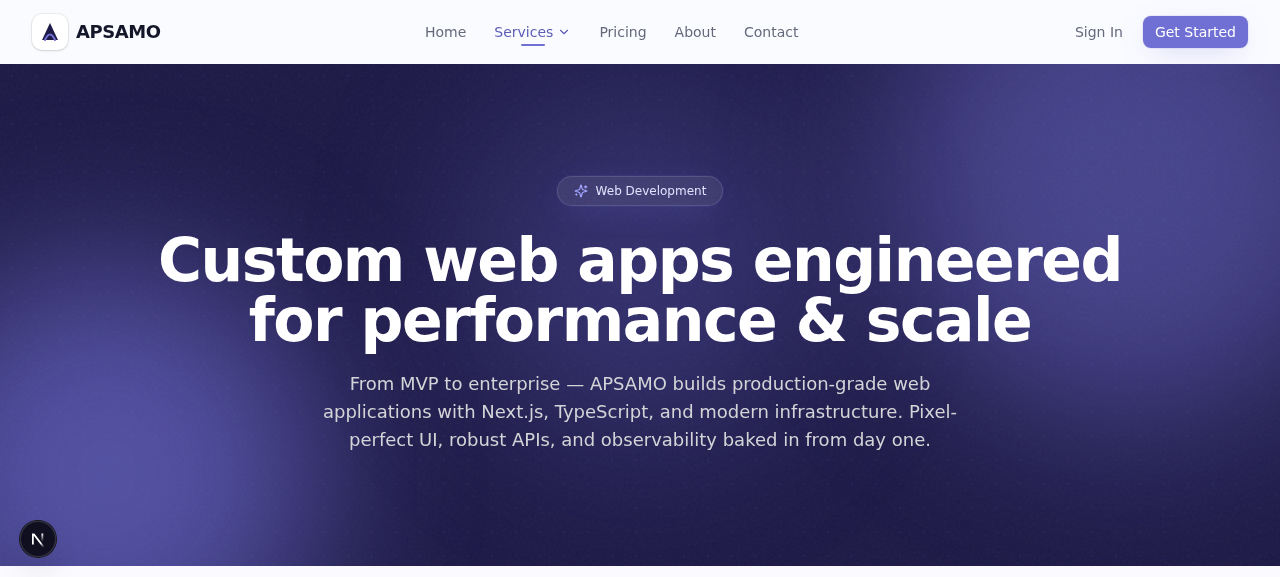 APSAMO
Home
Services
Pricing
About
Contact
Sign In
Get Started
Web Development
Custom web apps engineered
for performance & scale
From MVP to enterprise — APSAMO builds production-grade web
applications with Next.js, TypeScript, and modern infrastructure. Pixel-
perfect UI, robust APIs, and observability baked in from day one.
N